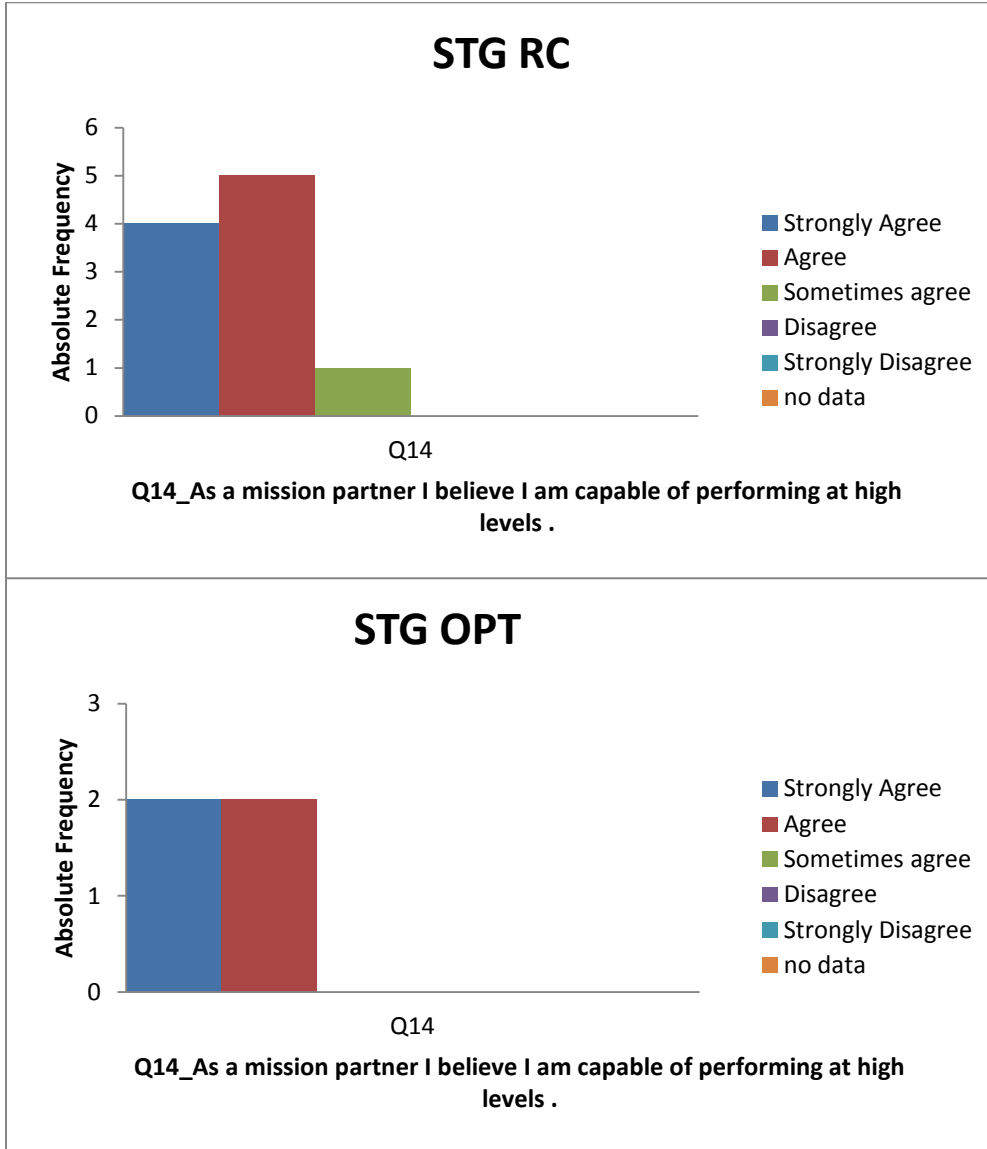 STG RC
6
5
4
3
2
1
0
Absolute Frequency
Strongly Agree
Agree
Sometimes agree
Disagree
Strongly Disagree
no data
Q14
Q14_As a mission partner I believe I am capable of performing at high
levels .
STG OPT
3
2
1
0
Absolute Frequency
Strongly Agree
Agree
Sometimes agree
Disagree
Strongly Disagree
no data
Q14
Q14_As a mission partner I believe I am capable of performing at high
levels .